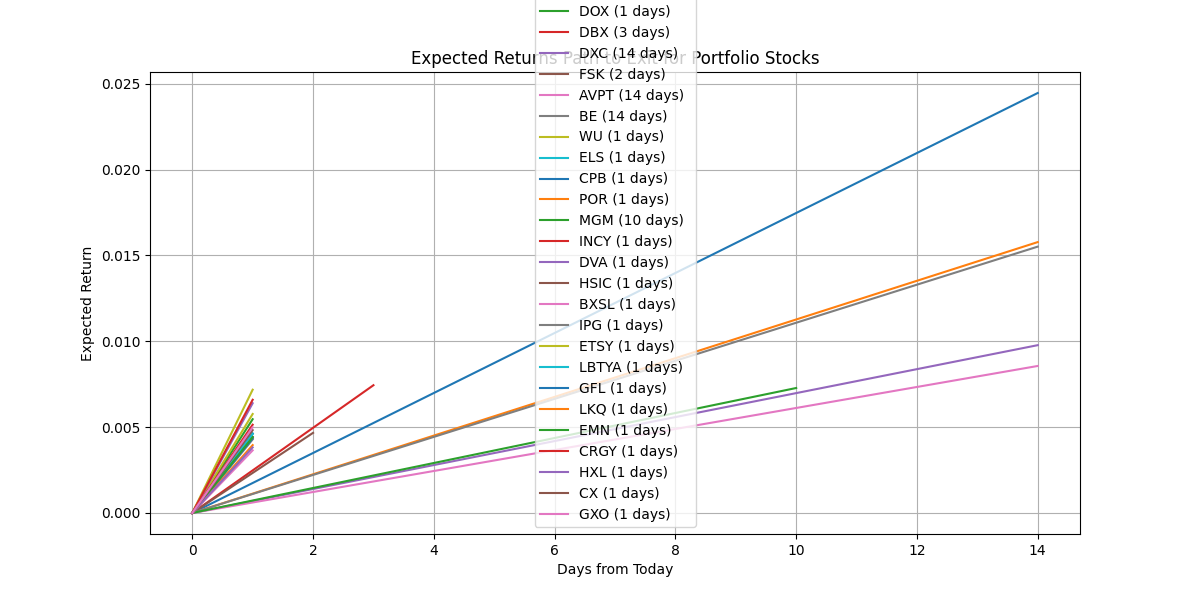 DOX (1 days)
DBX (3 days)
Expected Returns Path to Exit for Portfolio Stocks
DXC (14 days)
FSK (2 days)
AVPT (14 days)
BE (14 days)
WU (1 days)
ELS (1 days)
CPB (1 days)
POR (1 days)
MGM (10 days)
INCY (1 days)
DVA (1 days)
HSIC (1 days)
BXSL (1 days)
IPG (1 days)
ETSY (1 days)
LBTYA (1 days)
GFL (1 days)
LKQ (1 days)
EMN (1 days)
CRGY (1 days)
HXL (1 days)
CX (1 days)
GXO (1 days)
Expected Return
0.025
0.020
0.015
0.010
0.005
0.000
0
2
4
6
8
10
12
14
Days from Today